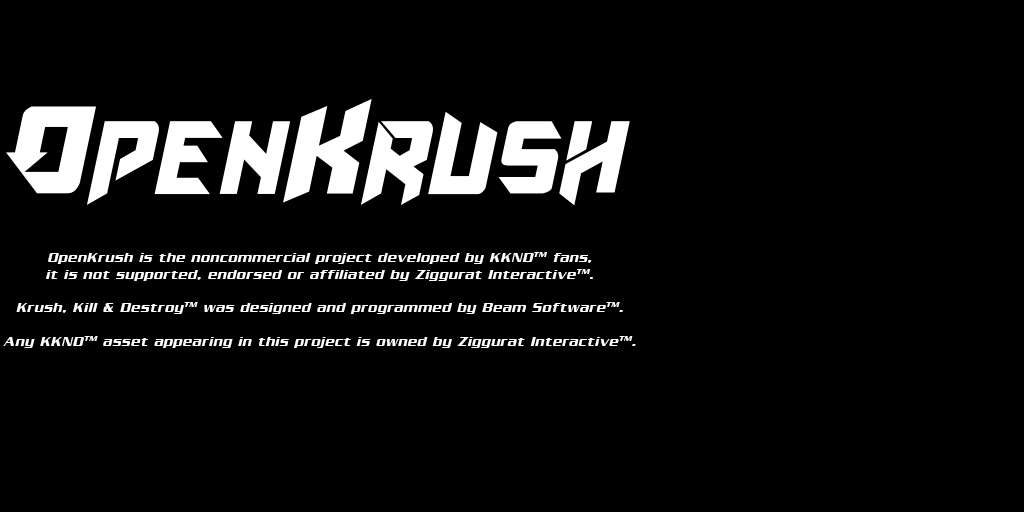 OpenKrush
OpenKrush is the noncommercial project developed by KKND™ fans,
it is not supported, endorsed or affiliated by Ziggurat Interactive™.
Krush, Kill & Destroy™ was designed and programmed by Beam Software™.
Any KKND™ asset appearing in this project is owned by Ziggurat Interactive™.